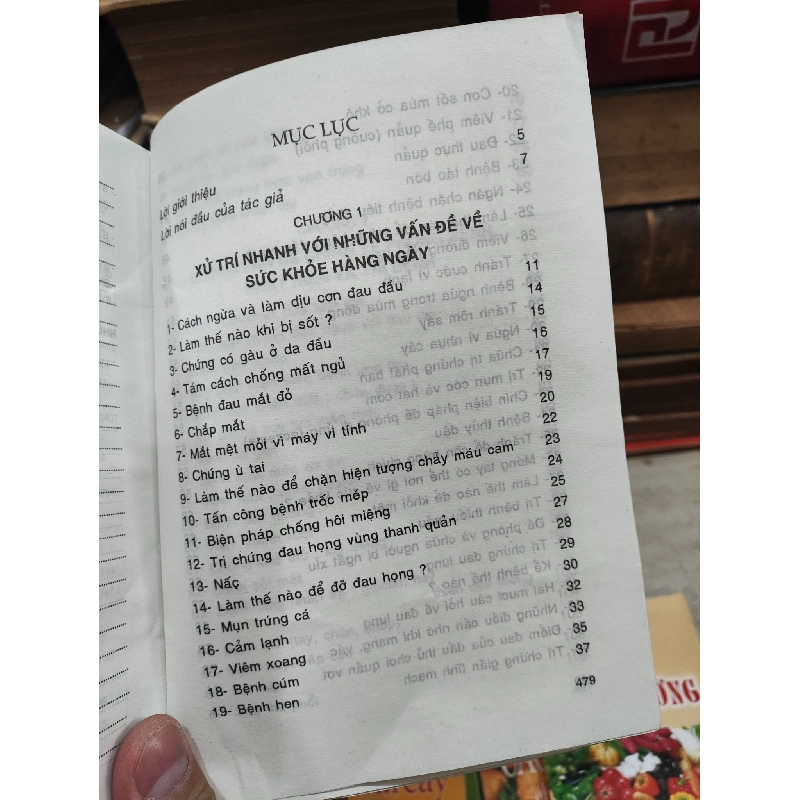 MỤC LỤC
Lời giới thiệu 5
Lời nói đầu của tác giả 7
CHƯƠNG 1
XỬ TRÍ NHANH VỚI NHỮNG VẤN ĐỀ VỀ
SỨC KHỎE HÀNG NGÀY
1- Cách ngừa và làm dịu cơn đau đầu 11
2- Làm thế nào khi bị sốt ? 14
3- Chứng có gàu ở da đầu 15
4- Tám cách chống mất ngủ 16
5- Bệnh đau mắt đỏ 17
6- Chắp mắt 19
7- Mắt mệt mỏi vì máy vi tính 20
8- Chứng ù tai 22
9- Làm thế nào để chặn hiện tượng chẩy máu cam 23
10- Tấn công bệnh trốc mép 24
11- Biện pháp chống hôi miệng 25
12- Trị chứng đau họng vùng thanh quản 27
13- Nấc 28
14- Làm thế nào để đỡ đau họng ? 29
15- Mụn trứng cá 30
16- Cảm lạnh 32
17- Viêm xoang 33
18- Bệnh cúm 35
19- Bệnh hen 37
479